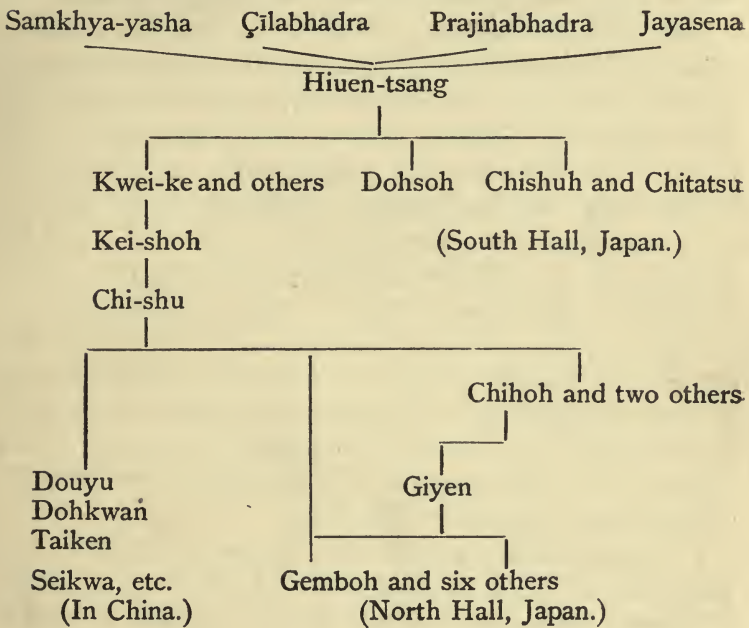 Samkhya-yasha Çīlabhadra Prajinabhadra Jayasena
Hiuen-tsang
Kwei-ke and others Dohsoh Chishuh and Chitatsu
Kei-shoh (South Hall, Japan.)
Chi-shu
Chihoh and two others
Douyu Giyen
Dohkwan
Taiken
Seikwa, etc. Gemboh and six others
(In China.) (North Hall, Japan.)